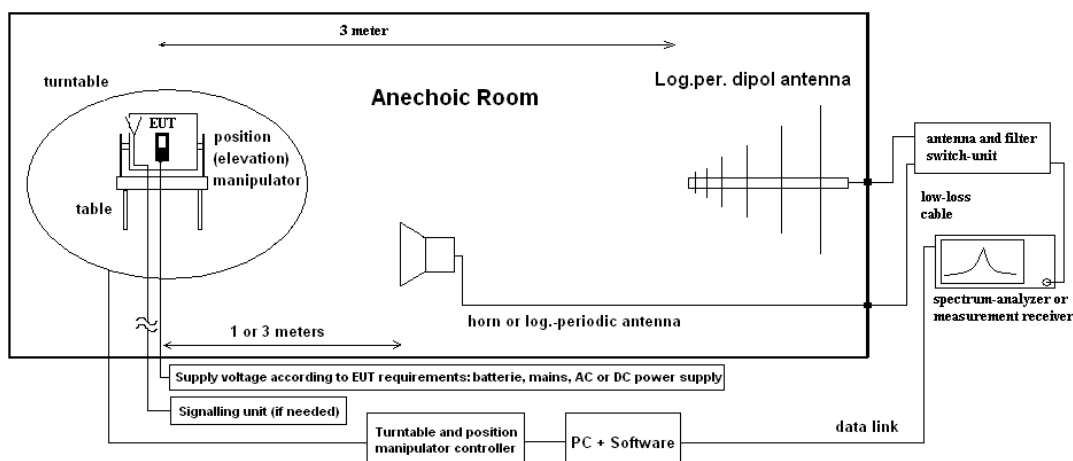 3 meter
turntable
Log.per. dipol antenna
Anechoic Room
EUT
position
(elevation)
manipulator
table
antenna and filter
switch-unit
low-loss
cable
spectrum-analyzer or
measurement receiver
horn or log.-periodic antenna
1 or 3 meters
Supply voltage according to EUT requirements: batterie, mains, AC or DC power supply
Signalling unit (if needed)
Turntable and position
manipulator controller
PC + Software
data link